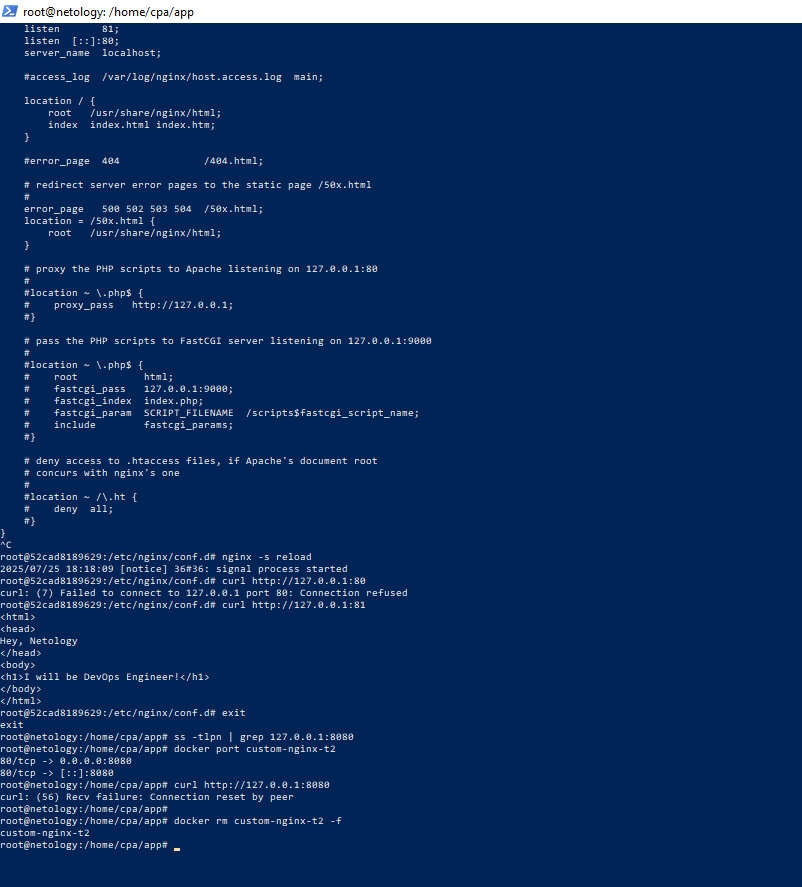 root@netology: /home/cpa/app
    listen       81;
    listen  [::]:80;
    server_name  localhost;

    #access_log  /var/log/nginx/host.access.log  main;

    location / {
        root   /usr/share/nginx/html;
        index  index.html index.htm;
    }

    #error_page  404              /404.html;

    # redirect server error pages to the static page /50x.html
    #
    error_page   500 502 503 504  /50x.html;
    location = /50x.html {
        root   /usr/share/nginx/html;
    }

    # proxy the PHP scripts to Apache listening on 127.0.0.1:80
    #
    #location ~ \.php$ {
    #    proxy_pass   http://127.0.0.1;
    #}

    # pass the PHP scripts to FastCGI server listening on 127.0.0.1:9000
    #
    #location ~ \.php$ {
    #    root           html;
    #    fastcgi_pass   127.0.0.1:9000;
    #    fastcgi_index  index.php;
    #    fastcgi_param  SCRIPT_FILENAME  /scripts$fastcgi_script_name;
    #    include        fastcgi_params;
    #}

    # deny access to .htaccess files, if Apache's document root
    # concurs with nginx's one
    #
    #location ~ /\.ht {
    #    deny  all;
    #}
}
^C
root@52cad8189629:/etc/nginx/conf.d# nginx -s reload
2025/07/25 18:18:09 [notice] 36#36: signal process started
root@52cad8189629:/etc/nginx/conf.d# curl http://127.0.0.1:80
curl: (7) Failed to connect to 127.0.0.1 port 80: Connection refused
root@52cad8189629:/etc/nginx/conf.d# curl http://127.0.0.1:81
<html>
<head>
Hey, Netology
</head>
<body>
<h1>I will be DevOps Engineer!</h1>
</body>
</html>
root@52cad8189629:/etc/nginx/conf.d# exit
exit
root@netology:/home/cpa/app# ss -tlpn | grep 127.0.0.1:8080
root@netology:/home/cpa/app# docker port custom-nginx-t2
80/tcp -> 0.0.0.0:8080
80/tcp -> [::]:8080
root@netology:/home/cpa/app# curl http://127.0.0.1:8080
curl: (56) Recv failure: Connection reset by peer
root@netology:/home/cpa/app#
root@netology:/home/cpa/app# docker rm custom-nginx-t2 -f
custom-nginx-t2
root@netology:/home/cpa/app#